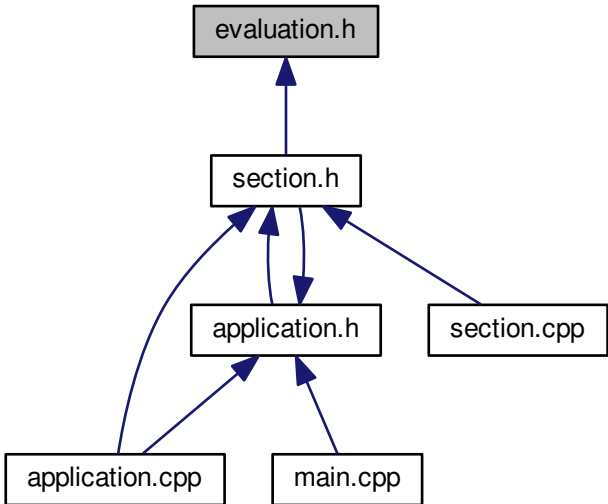 evaluation.h
section.h
application.h
section.cpp
application.cpp
main.cpp